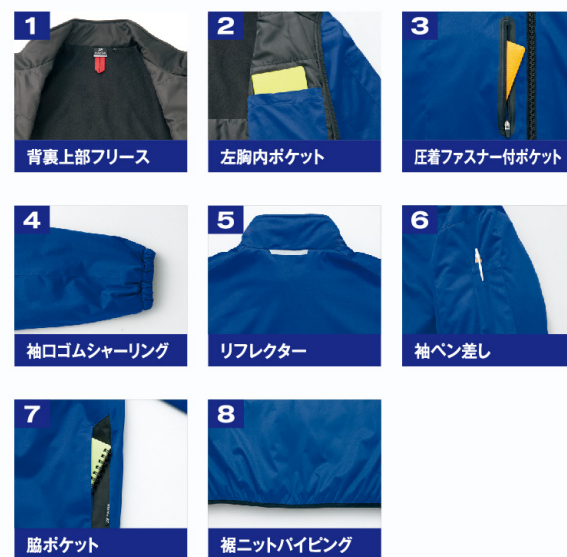 1
背裏上部フリース
2
左胸内ポケット
3
圧着ファスナー付ポケット
4
袖口ゴムシャーリング
5
リフレクター
6
袖ペン差し
7
脇ポケット
8
裾ニットパイピング